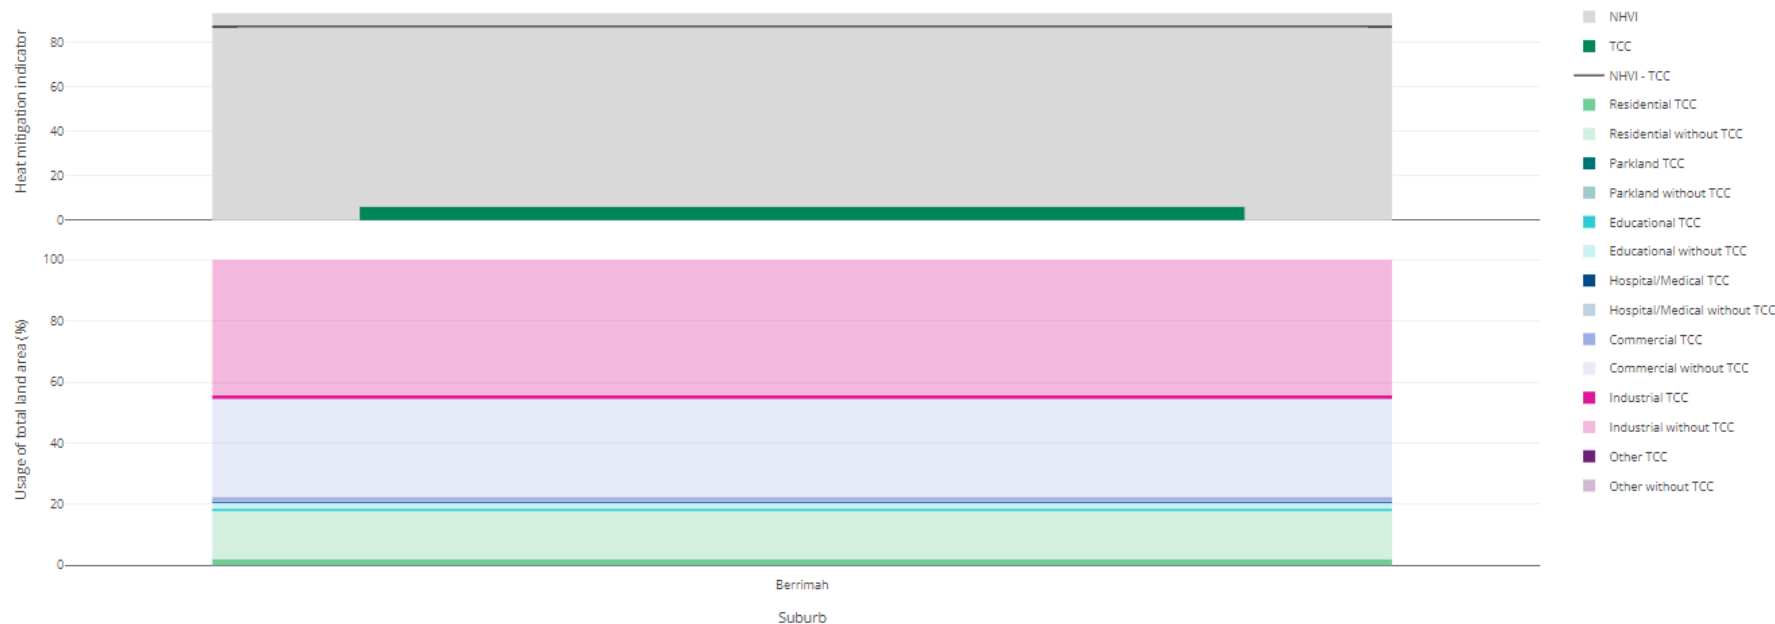 Heat mitigation indicator
80
60
40
20
0
Usage of total land area (%)
100
80
60
40
20
0
Berrimah
Suburb
NHVI
TCC
NHVI - TCC
Residential TCC
Residential without TCC
Parkland TCC
Parkland without TCC
Educational TCC
Educational without TCC
Hospital/Medical TCC
Hospital/Medical without TCC
Commercial TCC
Commercial without TCC
Industrial TCC
Industrial without TCC
Other TCC
Other without TCC